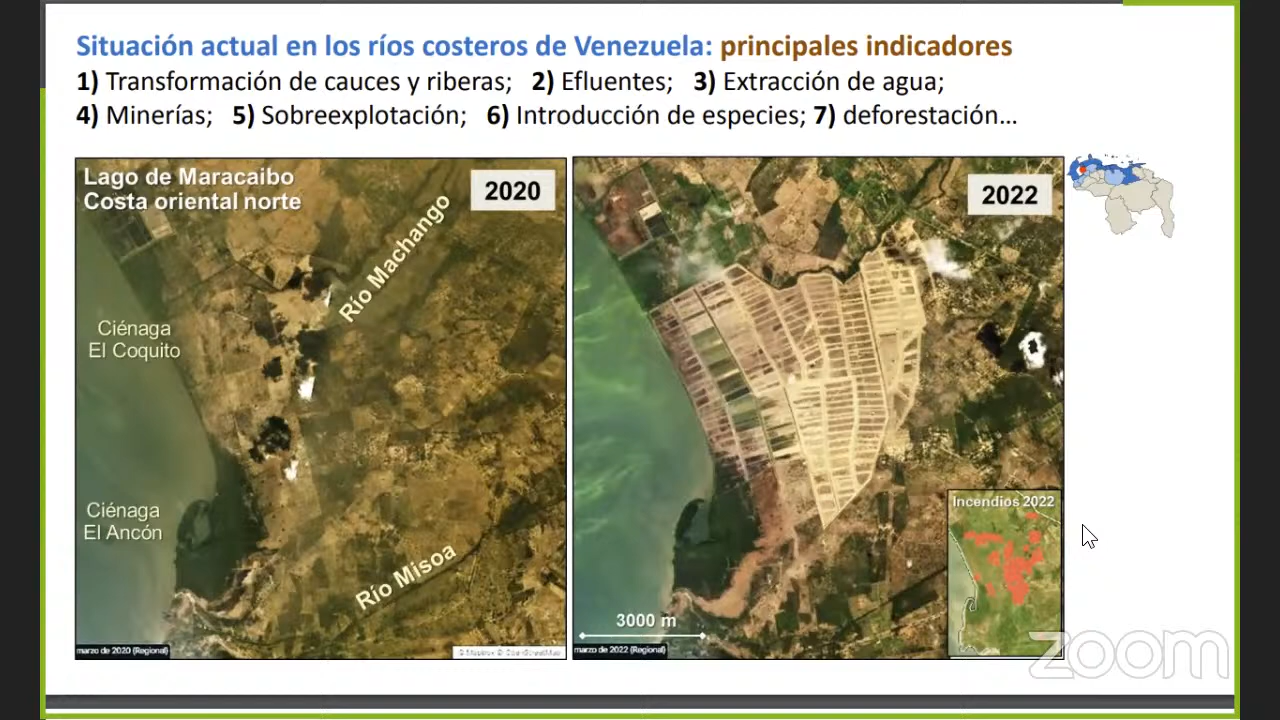 Situación actual en los ríos costeros de Venezuela: principales indicadores
1) Transformación de cauces y riberas; 2) Efluentes; 3) Extracción de agua;
4) Minerías; 5) Sobreexplotación; 6) Introducción de especies; 7) deforestación...
Lago de Maracaibo
Costa oriental norte
2020
Río Machango
Ciénaga
El Coquito
Ciénaga
El Ancón
Río Misoa
marzo de 2020 (Regional)
© Mapbox © OpenStreetMap
2022
Incendios 2022
3000 m
marzo de 2022 (Regional)
zoom